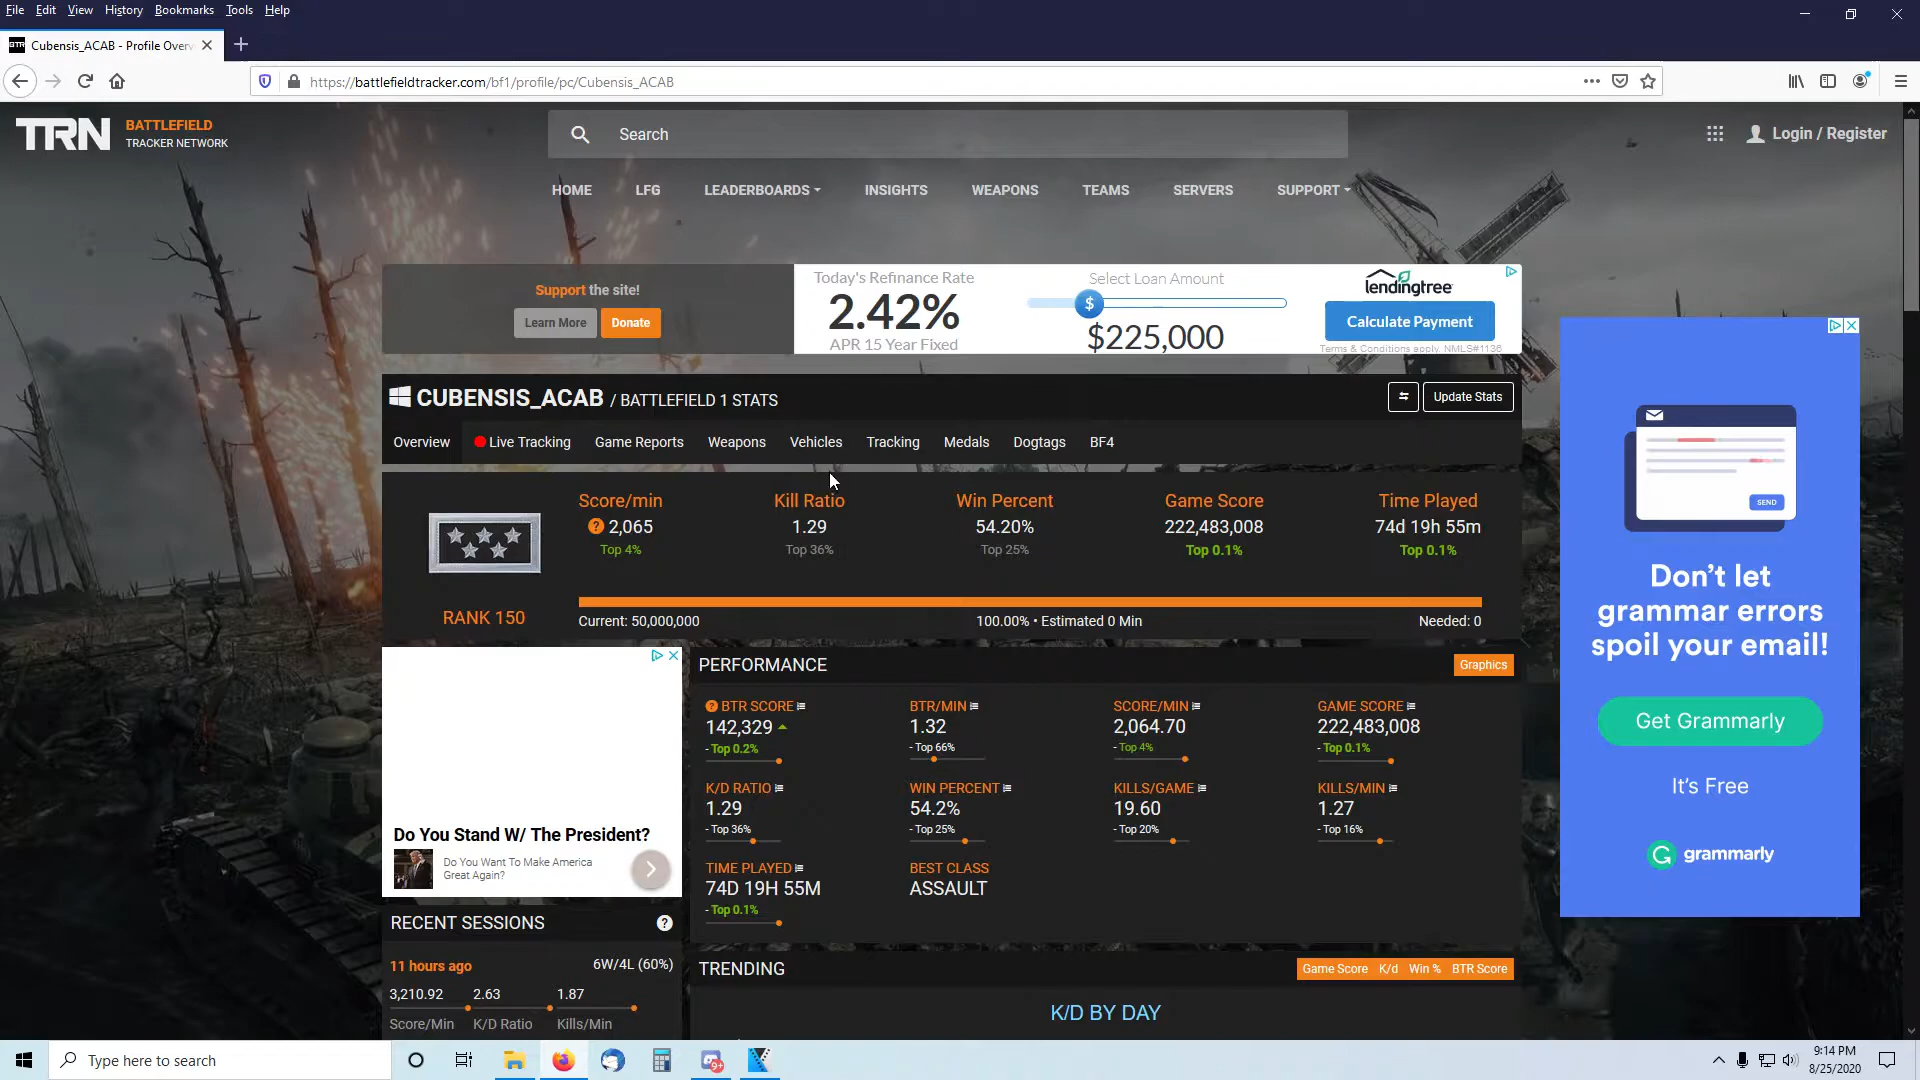 File Edit View History Bookmarks Tools Help
BTR Cubensis_ACAB - Profile Over
https://battlefieldtracker.com/bf1/profile/pc/Cubensis_ACAB
TRN BATTLEFIELD
TRACKER NETWORK
Search
Login / Register
HOME LFG LEADERBOARDS INSIGHTS WEAPONS TEAMS SERVERS SUPPORT
Support the site!
Learn More Donate
Today's Refinance Rate
2.42%
APR 15 Year Fixed
Select Loan Amount
$
$225,000
lendingtree
Calculate Payment
Terms & Conditions apply. NMLS#1136
CUBENSIS_ACAB / BATTLEFIELD 1 STATS
Update Stats
Overview Live Tracking Game Reports Weapons Vehicles Tracking Medals Dogtags BF4
Score/min Kill Ratio Win Percent Game Score Time Played
? 2,065 1.29 54.20% 222,483,008 74d 19h 55m
Top 4% Top 36% Top 25% Top 0.1% Top 0.1%
RANK 150
Current: 50,000,000 100.00% • Estimated 0 Min Needed: 0
Do You Stand W/ The President?
Do You Want To Make America
Great Again?
RECENT SESSIONS ?
11 hours ago 6W/4L (60%)
3,210.92 2.63 1.87
Score/Min K/D Ratio Kills/Min
PERFORMANCE Graphics
? BTR SCORE BTR/MIN SCORE/MIN GAME SCORE
142,329 1.32 2,064.70 222,483,008
- Top 0.2% - Top 66% - Top 4% - Top 0.1%
K/D RATIO WIN PERCENT KILLS/GAME KILLS/MIN
1.29 54.2% 19.60 1.27
- Top 36% - Top 25% - Top 20% - Top 16%
TIME PLAYED BEST CLASS
74D 19H 55M ASSAULT
- Top 0.1%
TRENDING Game Score K/d Win % BTR Score
K/D BY DAY
SEND
Don't let
grammar errors
spoil your email!
Get Grammarly
It's Free
grammarly
Type here to search
9+
9:14 PM
8/25/2020